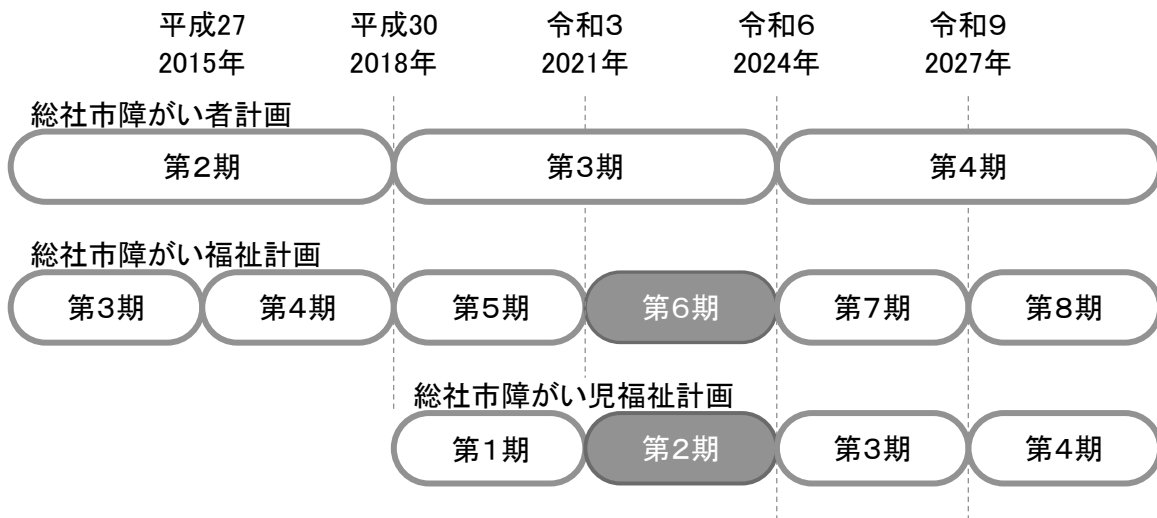 平成27 平成30 令和3 令和6 令和9
2015年 2018年 2021年 2024年 2027年
総社市障がい者計画
第2期 第3期 第4期
総社市障がい福祉計画
第3期 第4期 第5期 第6期 第7期 第8期
総社市障がい児福祉計画
第1期 第2期 第3期 第4期